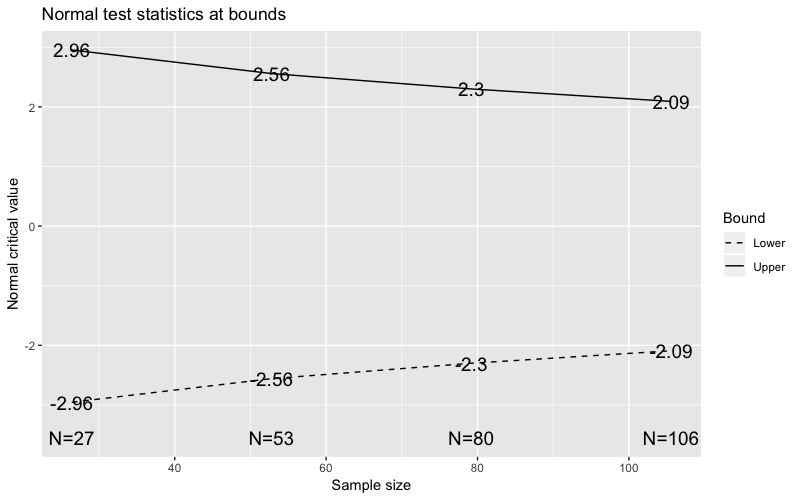 Normal test statistics at bounds
Normal critical value
2
0
-2
2.96
2.56
2.3
2.09
-2.96
-2.56
-2.3
-2.09
N=27
N=53
N=80
N=106
40
60
80
100
Sample size
Bound
Lower
Upper